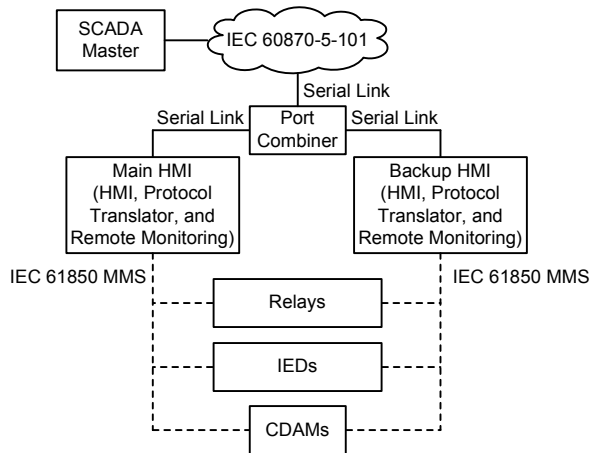 SCADA
Master
IEC 60870-5-101
Serial Link
Serial Link
Port
Combiner
Serial Link
Main HMI
(HMI, Protocol
Translator, and
Remote Monitoring)
Backup HMI
(HMI, Protocol
Translator, and
Remote Monitoring)
IEC 61850 MMS
IEC 61850 MMS
Relays
IEDs
CDAMs